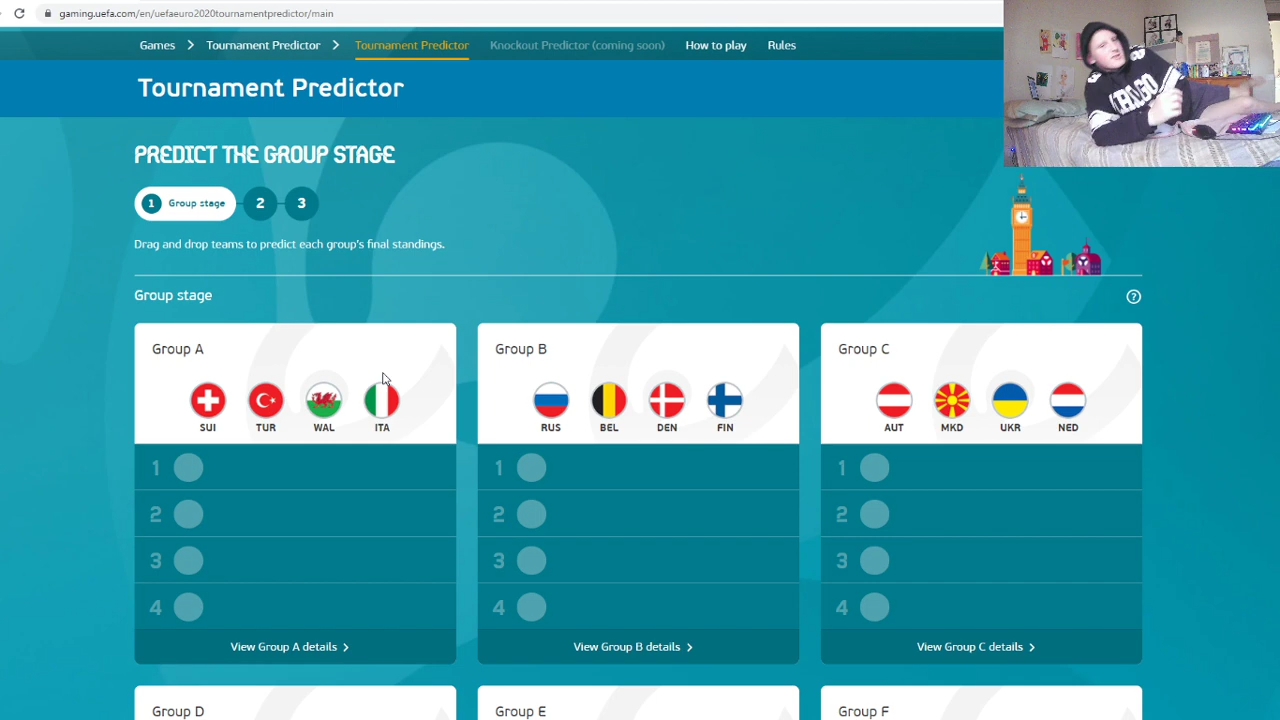 gaming.uefa.com/en/uefaeuro2020tournamentpredictor/main
Games > Tournament Predictor > Tournament Predictor Knockout Predictor (coming soon) How to play Rules
Tournament Predictor
PREDICT THE GROUP STAGE
1 Group stage 2 3
Drag and drop teams to predict each group's final standings.
Group stage ?
Group A
SUI TUR WAL ITA
1
2
3
4
View Group A details >
Group B
RUS BEL DEN FIN
1
2
3
4
View Group B details >
Group C
AUT MKD UKR NED
1
2
3
4
View Group C details >
Group D Group E Group F